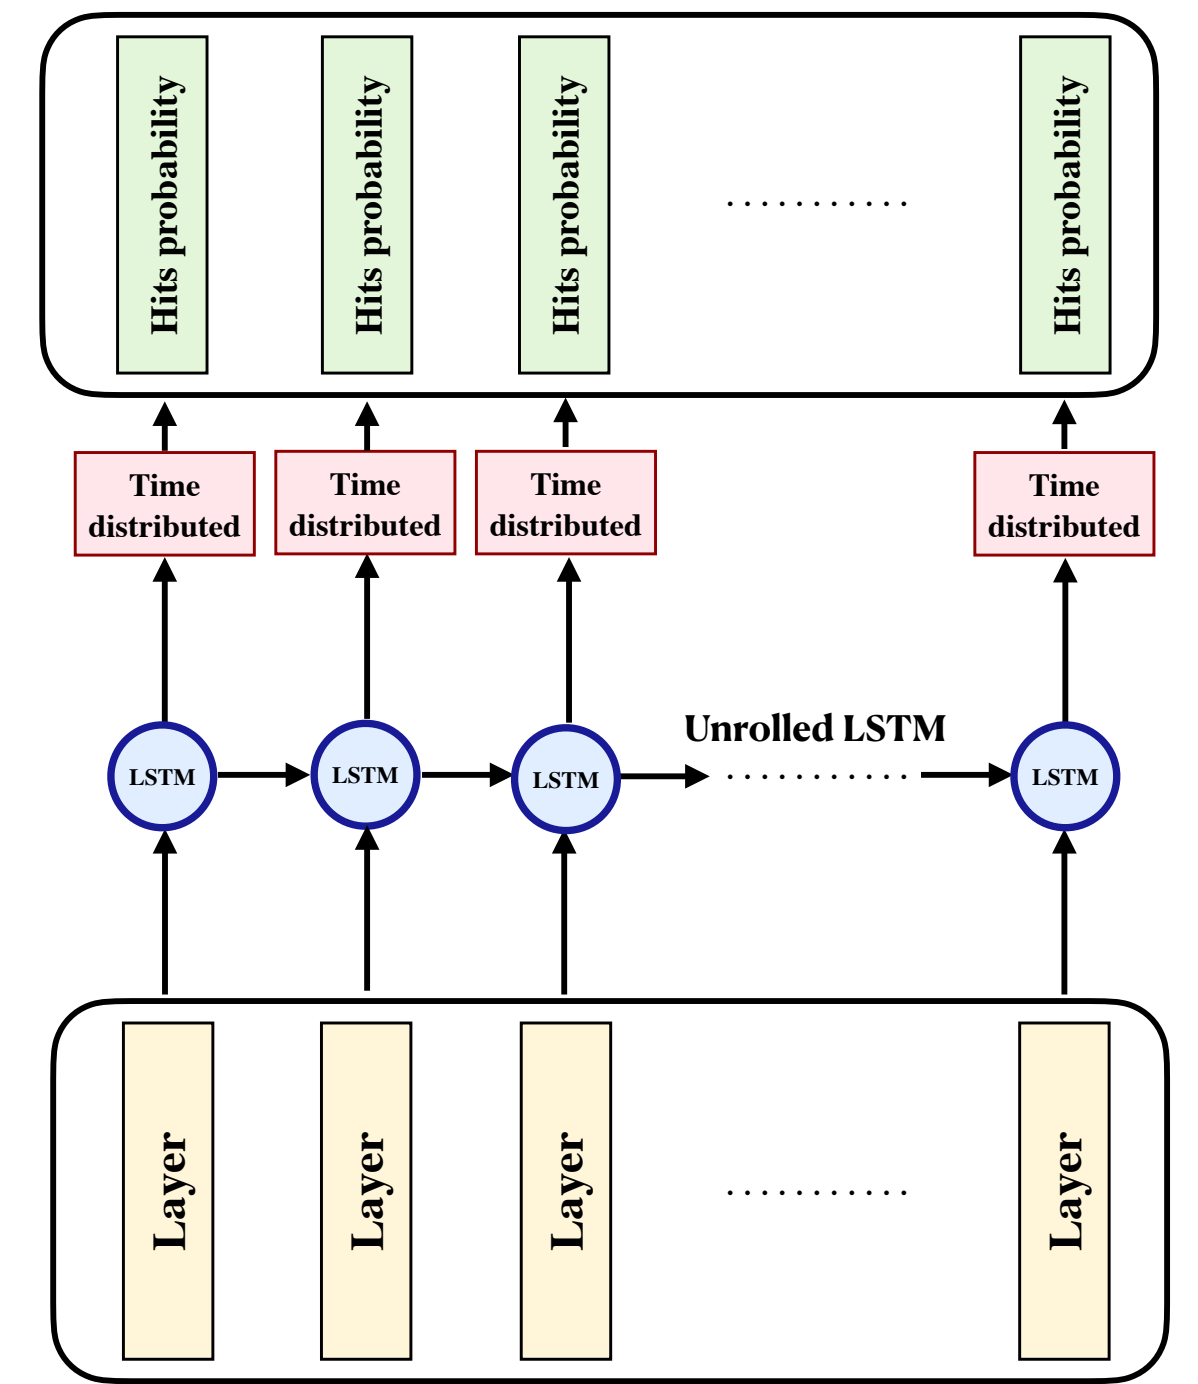 Hits probability
Hits probability
Hits probability
...........
Hits probability
Time
distributed
Time
distributed
Time
distributed
Time
distributed
Unrolled LSTM
LSTM
LSTM
LSTM
...........
LSTM
Layer
Layer
Layer
...........
Layer